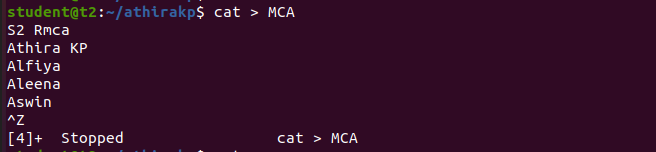 student@t2:~/athirakp$ cat > MCA
S2 Rmca
Athira KP
Alfiya
Aleena
Aswin
^Z
[4]+  Stopped                 cat > MCA